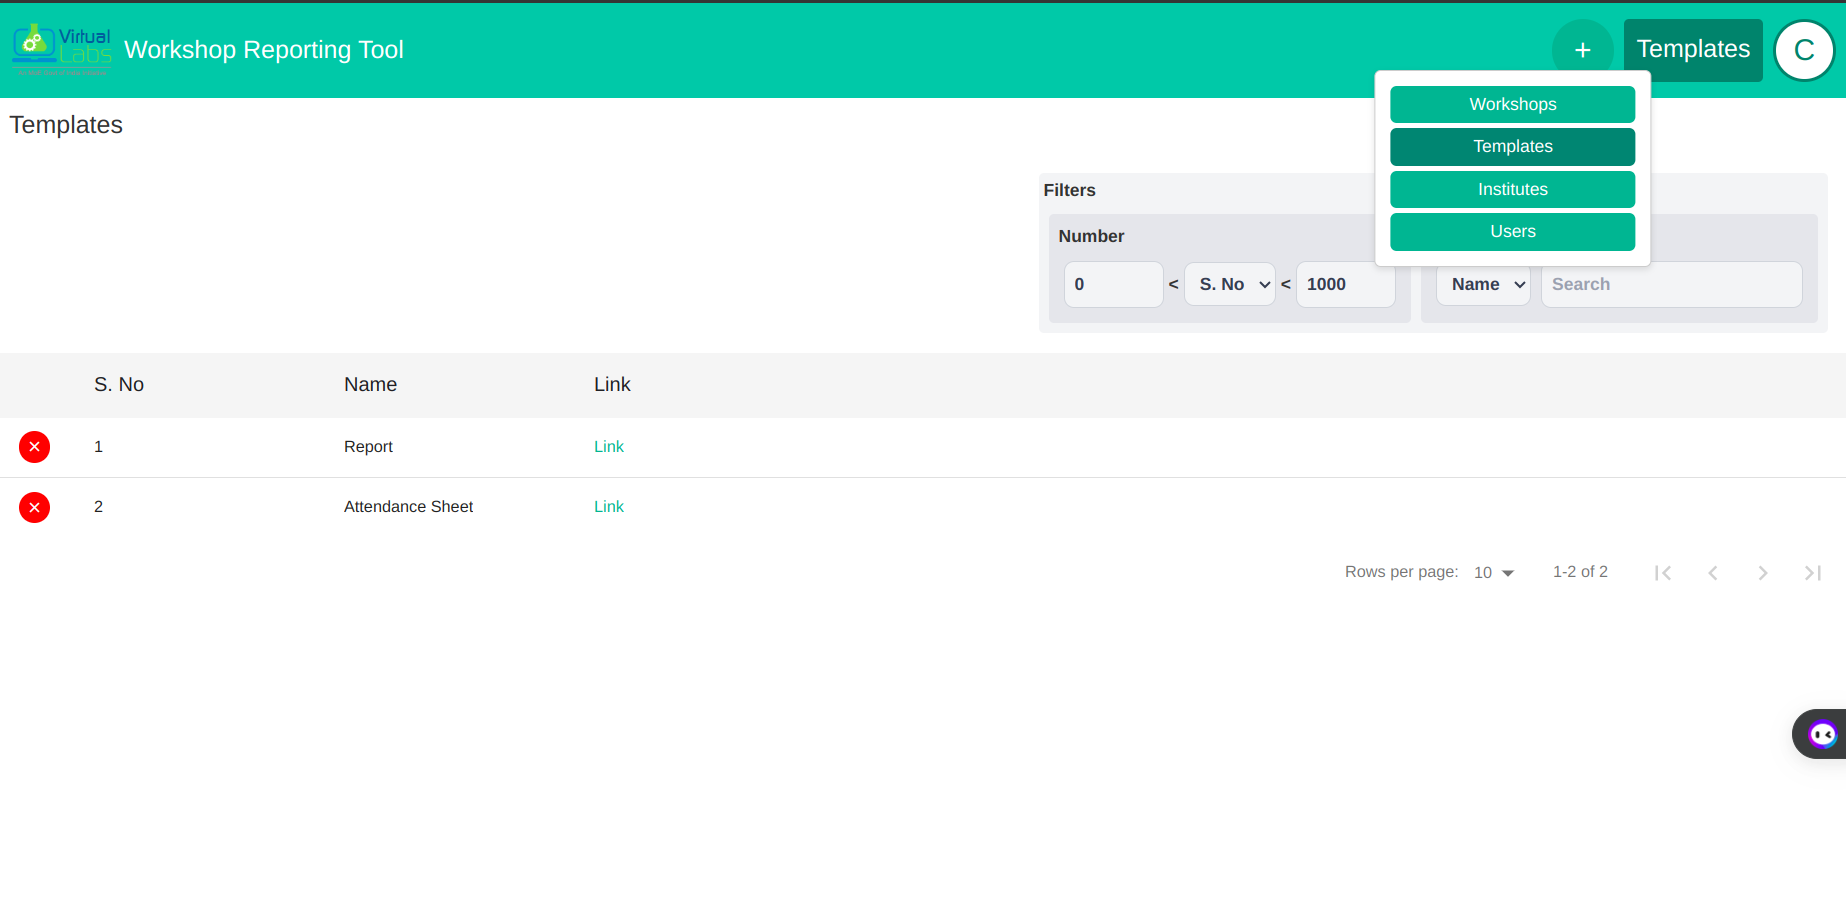 Virtual
Labs
Workshop Reporting Tool
+
Templates
C
Workshops
Templates
Institutes
Users
Templates
Filters
Number
0 < S. No < 1000
Name Search
S. No Name Link
1 Report Link
2 Attendance Sheet Link
Rows per page: 10 1-2 of 2